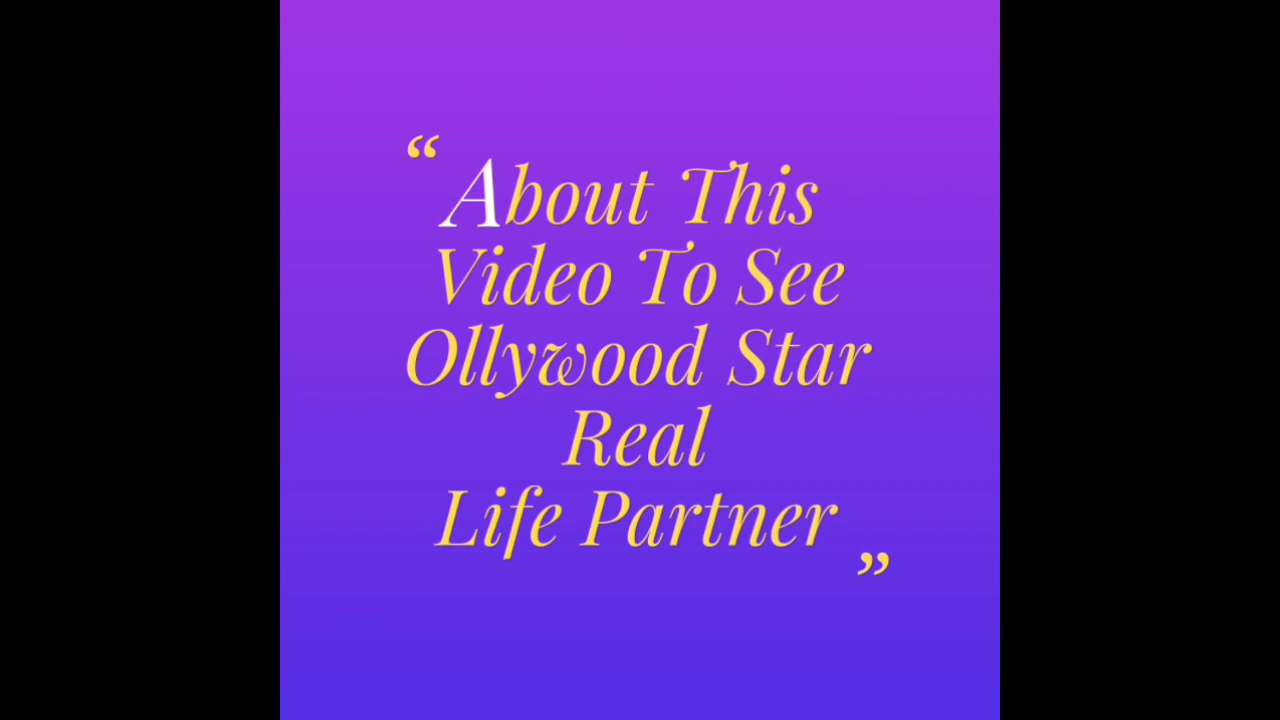 “ About This
Video To See
Ollywood Star
Real
Life Partner ”